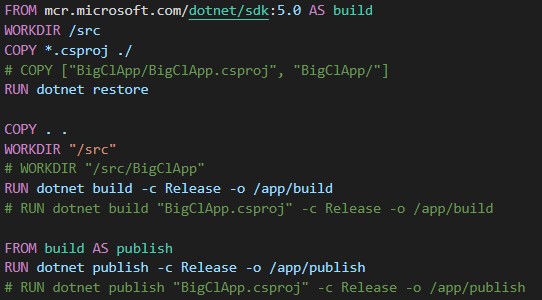 FROM mcr.microsoft.com/dotnet/sdk:5.0 AS build
WORKDIR /src
COPY *.csproj ./
# COPY ["BigClApp/BigClApp.csproj", "BigClApp/"]
RUN dotnet restore

COPY . .
WORKDIR "/src"
# WORKDIR "/src/BigClApp"
RUN dotnet build -c Release -o /app/build
# RUN dotnet build "BigClApp.csproj" -c Release -o /app/build

FROM build AS publish
RUN dotnet publish -c Release -o /app/publish
# RUN dotnet publish "BigClApp.csproj" -c Release -o /app/publish